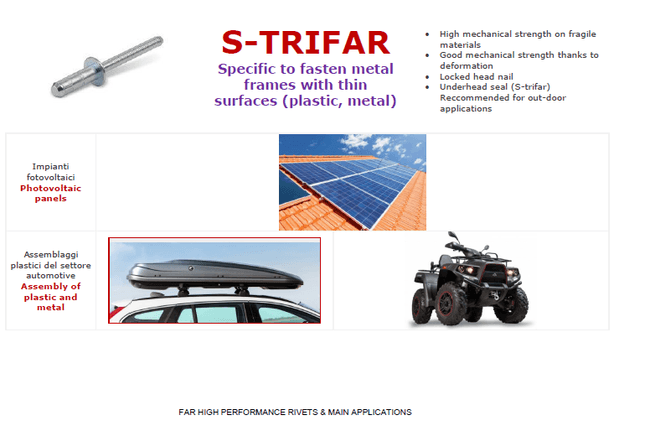 S-TRIFAR
Specific to fasten metal
frames with thin
surfaces (plastic, metal)
High mechanical strength on fragile
materials
Good mechanical strength thanks to
deformation
Locked head nail
Underhead seal (S-trifar)
Reccommended for out-door
applications
Impianti
fotovoltaici
Photovoltaic
panels
Assemblaggi
plastici del settore
automotive
Assembly of
plastic and
metal
FAR HIGH PERFORMANCE RIVETS & MAIN APPLICATIONS